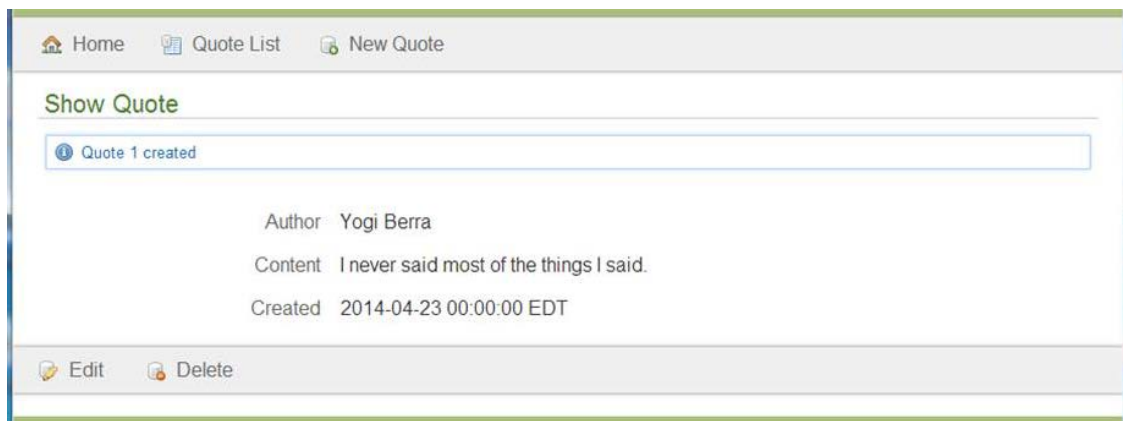 Home Quote List New Quote
Show Quote
Quote 1 created
Author Yogi Berra
Content I never said most of the things I said.
Created 2014-04-23 00:00:00 EDT
Edit Delete